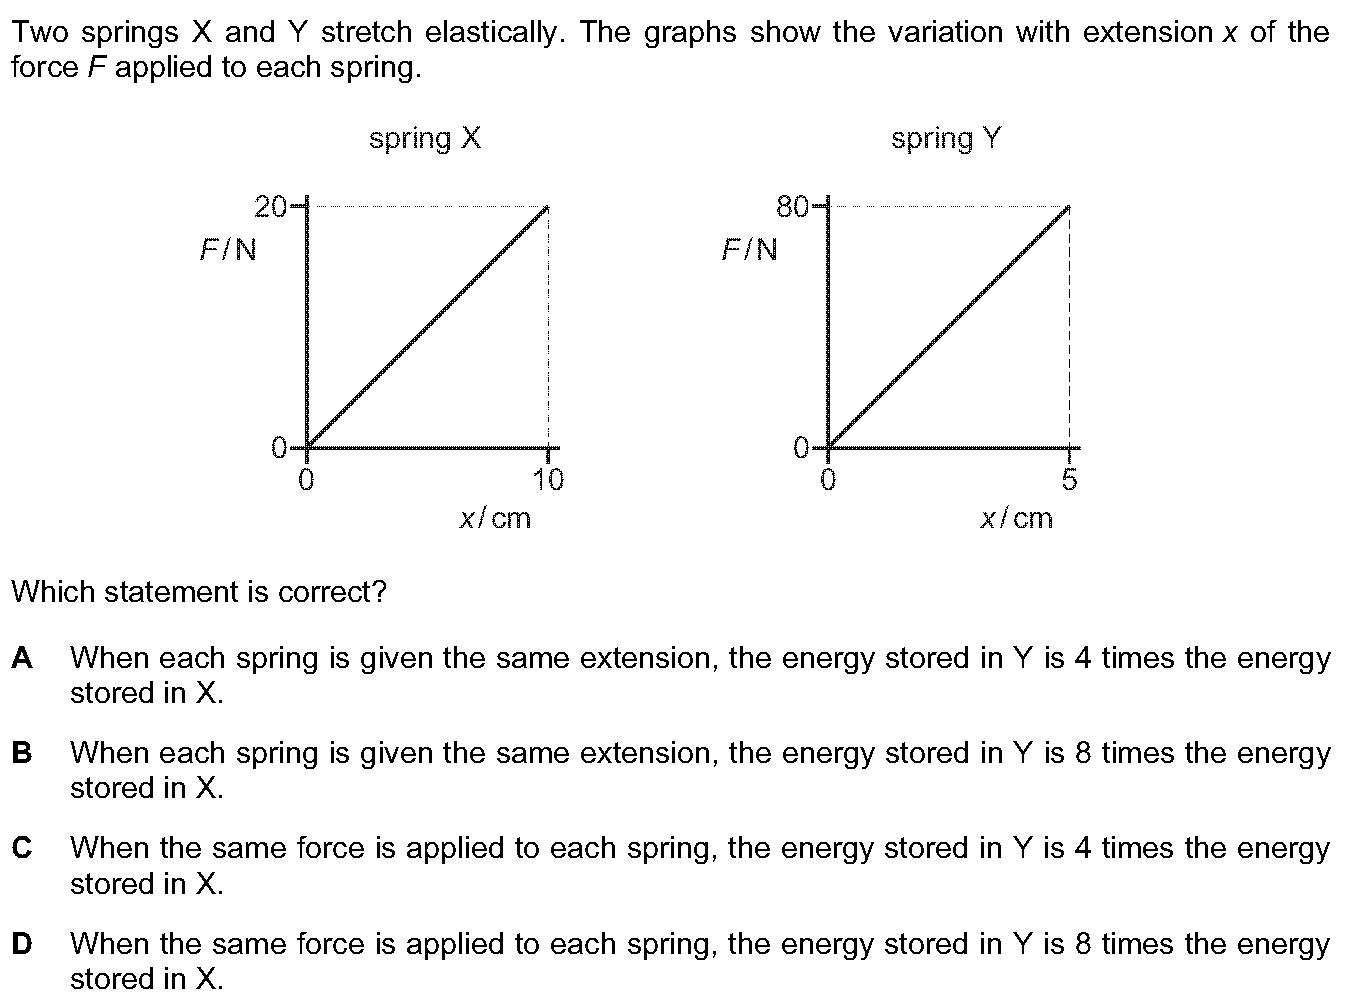 Two springs X and Y stretch elastically. The graphs show the variation with extension x of the
force F applied to each spring.
spring X
20
F/N
0
0
10
x/cm
spring Y
80
F/N
0
0
5
x/cm
Which statement is correct?
A When each spring is given the same extension, the energy stored in Y is 4 times the energy
stored in X.
B When each spring is given the same extension, the energy stored in Y is 8 times the energy
stored in X.
C When the same force is applied to each spring, the energy stored in Y is 4 times the energy
stored in X.
D When the same force is applied to each spring, the energy stored in Y is 8 times the energy
stored in X.